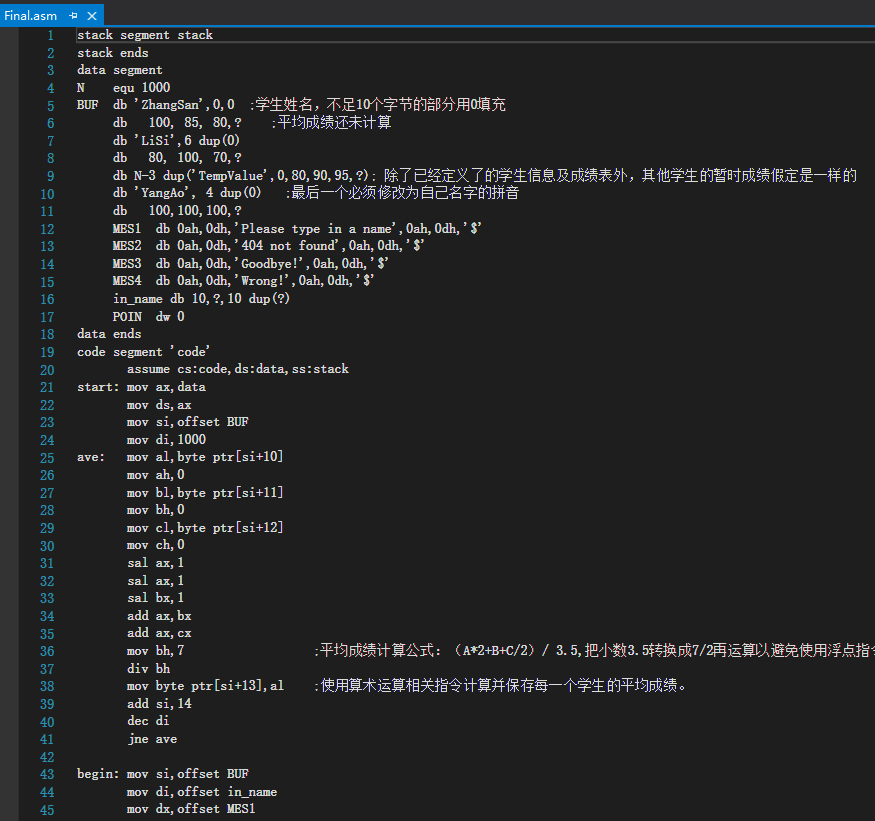 Final.asm
1 stack segment stack
2 stack ends
3 data segment
4 N    equ 1000
5 BUF  db 'ZhangSan',0,0  ;学生姓名，不足10个字节的部分用0填充
6      db   100, 85, 80,?    ;平均成绩还未计算
7      db 'LiSi',6 dup(0)
8      db   80, 100, 70,?
9      db N-3 dup('TempValue',0,80,90,95,?); 除了已经定义了的学生信息及成绩表外，其他学生的暂时成绩假定是一样的
10      db 'YangAo', 4 dup(0)   ;最后一个必须修改为自己名字的拼音
11      db   100,100,100,?
12      MES1  db 0ah,0dh,'Please type in a name',0ah,0dh,'$'
13      MES2  db 0ah,0dh,'404 not found',0ah,0dh,'$'
14      MES3  db 0ah,0dh,'Goodbye!',0ah,0dh,'$'
15      MES4  db 0ah,0dh,'Wrong!',0ah,0dh,'$'
16      in_name db 10,?,10 dup(?)
17      POIN  dw 0
18 data ends
19 code segment 'code'
20        assume cs:code,ds:data,ss:stack
21 start: mov ax,data
22        mov ds,ax
23        mov si,offset BUF
24        mov di,1000
25 ave:   mov al,byte ptr[si+10]
26        mov ah,0
27        mov bl,byte ptr[si+11]
28        mov bh,0
29        mov cl,byte ptr[si+12]
30        mov ch,0
31        sal ax,1
32        sal ax,1
33        sal bx,1
34        add ax,bx
35        add ax,cx
36        mov bh,7                  ;平均成绩计算公式：（A*2+B+C/2）/ 3.5,把小数3.5转换成7/2再运算以避免使用浮点指
37        div bh
38        mov byte ptr[si+13],al    ;使用算术运算相关指令计算并保存每一个学生的平均成绩。
39        add si,14
40        dec di
41        jne ave
42
43 begin: mov si,offset BUF
44        mov di,offset in_name
45        mov dx,offset MES1